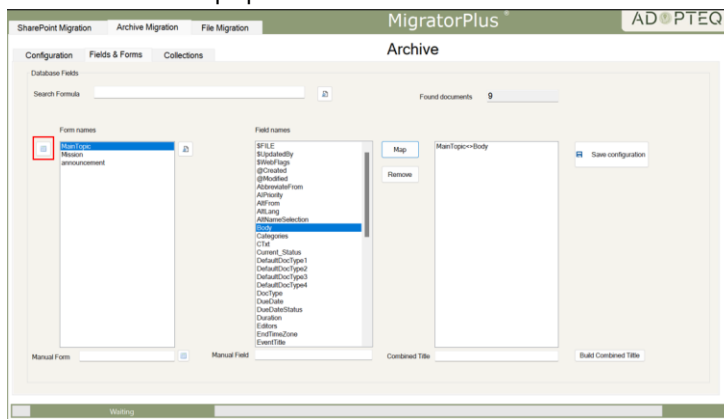 SharePoint Migration Archive Migration File Migration MigratorPlus ® AD PTEQ
Configuration Fields & Forms Collections Archive
Database Fields
Search Formula Found documents 9
Form names Field names
MainTopic
Mission
announcement
$FILE
$UpdatedBy
$WebFlags
@Created
@Modified
AbbreviateFrom
AIPriority
AltFrom
AltLang
AltNameSelection
Body
Categories
CTxt
Current_Status
DefaultDocType1
DefaultDocType2
DefaultDocType3
DefaultDocType4
DocType
DueDate
DueDateStatus
Duration
Editors
EndTimeZone
EventTitle
Map
Remove
MainTopic<>Body
Save configuration
Manual Form Manual Field Combined Title Build Combined Title
Waiting